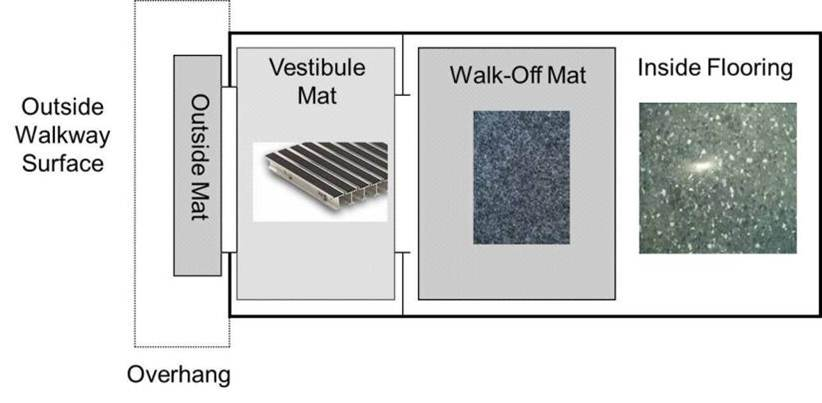 Outside
Walkway
Surface
Outside Mat
Vestibule
Mat
Walk-Off Mat
Inside Flooring
Overhang